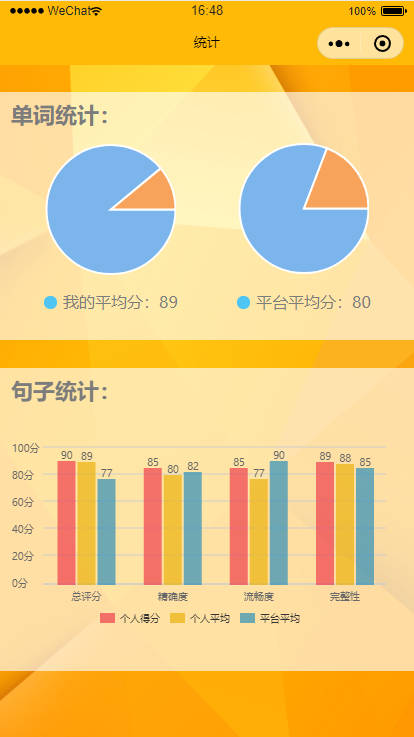 ●●●●● WeChat 16:48 100%
统计
单词统计：
我的平均分：89 平台平均分：80
句子统计：
100分
80分
60分
40分
20分
0分
90 89 77 85 80 82 85 77 90 89 88 85
总评分 精确度 流畅度 完整性
个人得分 个人平均 平台平均